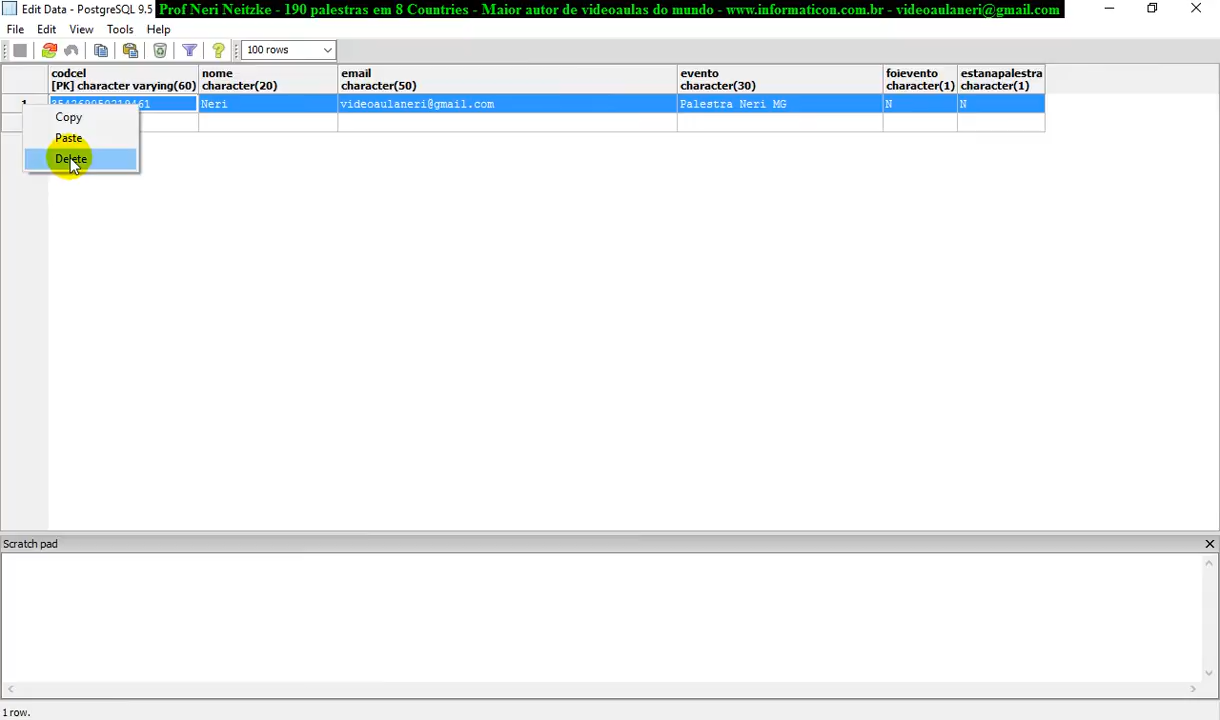 Edit Data - PostgreSQL 9.5
Prof Neri Neitzke - 190 palestras em 8 Countries - Maior autor de videoaulas do mundo - www.informaticon.com.br - videoaulaneri@gmail.com
File Edit View Tools Help
100 rows
codcel nome email evento foievento estanapalestra
[PK] character varying(60) character(20) character(50) character(30) character(1) character(1)
Neri videoaulaneri@gmail.com Palestra Neri MG N N
Copy
Paste
Delete
Scratch pad
1 row.